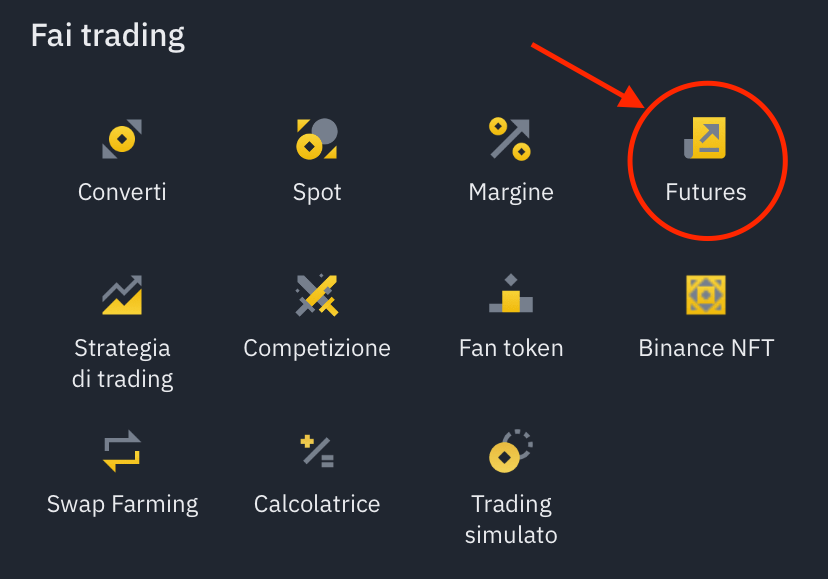 Fai trading
Converti
Spot
Margine
Futures
Strategia
di trading
Competizione
Fan token
Binance NFT
Swap Farming
Calcolatrice
Trading
simulato